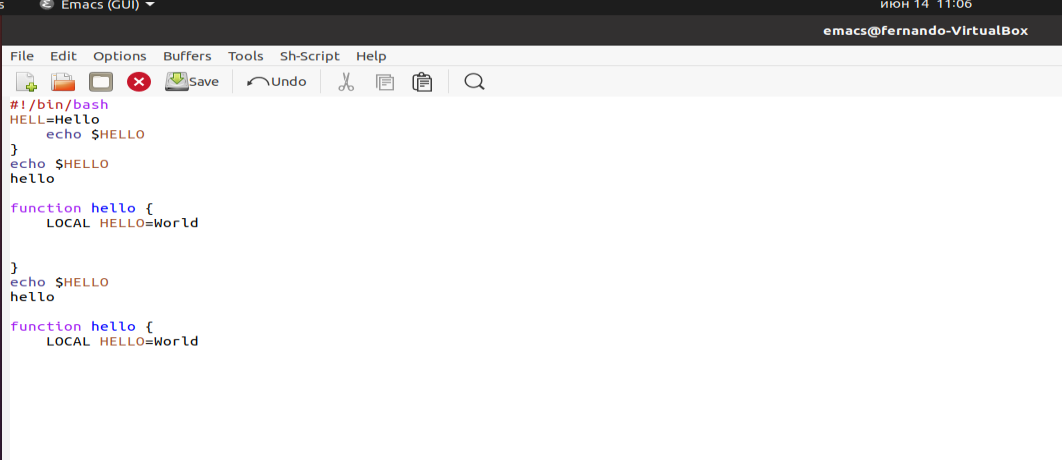 s Emacs (GUI) июн 14 11:06
emacs@fernando-VirtualBox
File Edit Options Buffers Tools Sh-Script Help
Save Undo
#!/bin/bash
HELL=Hello
    echo $HELLO
}
echo $HELLO
hello

function hello {
    LOCAL HELLO=World


}
echo $HELLO
hello

function hello {
    LOCAL HELLO=World